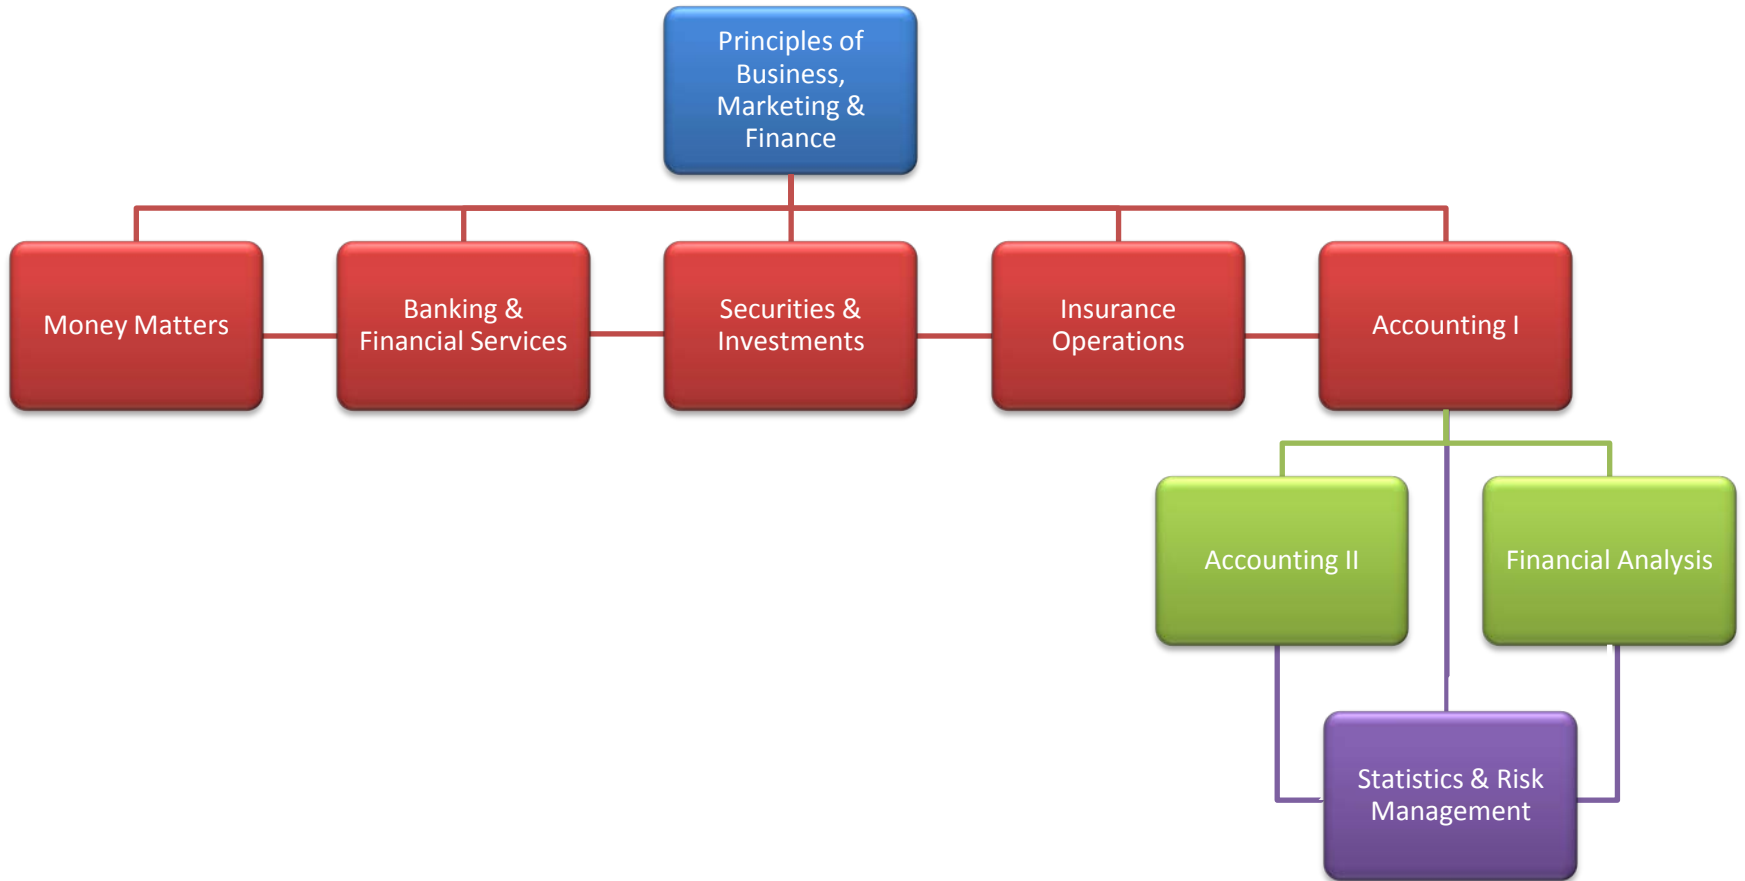 Principles of
Business,
Marketing &
Finance
Money Matters
Banking &
Financial Services
Securities &
Investments
Insurance
Operations
Accounting I
Accounting II
Financial Analysis
Statistics & Risk
Management